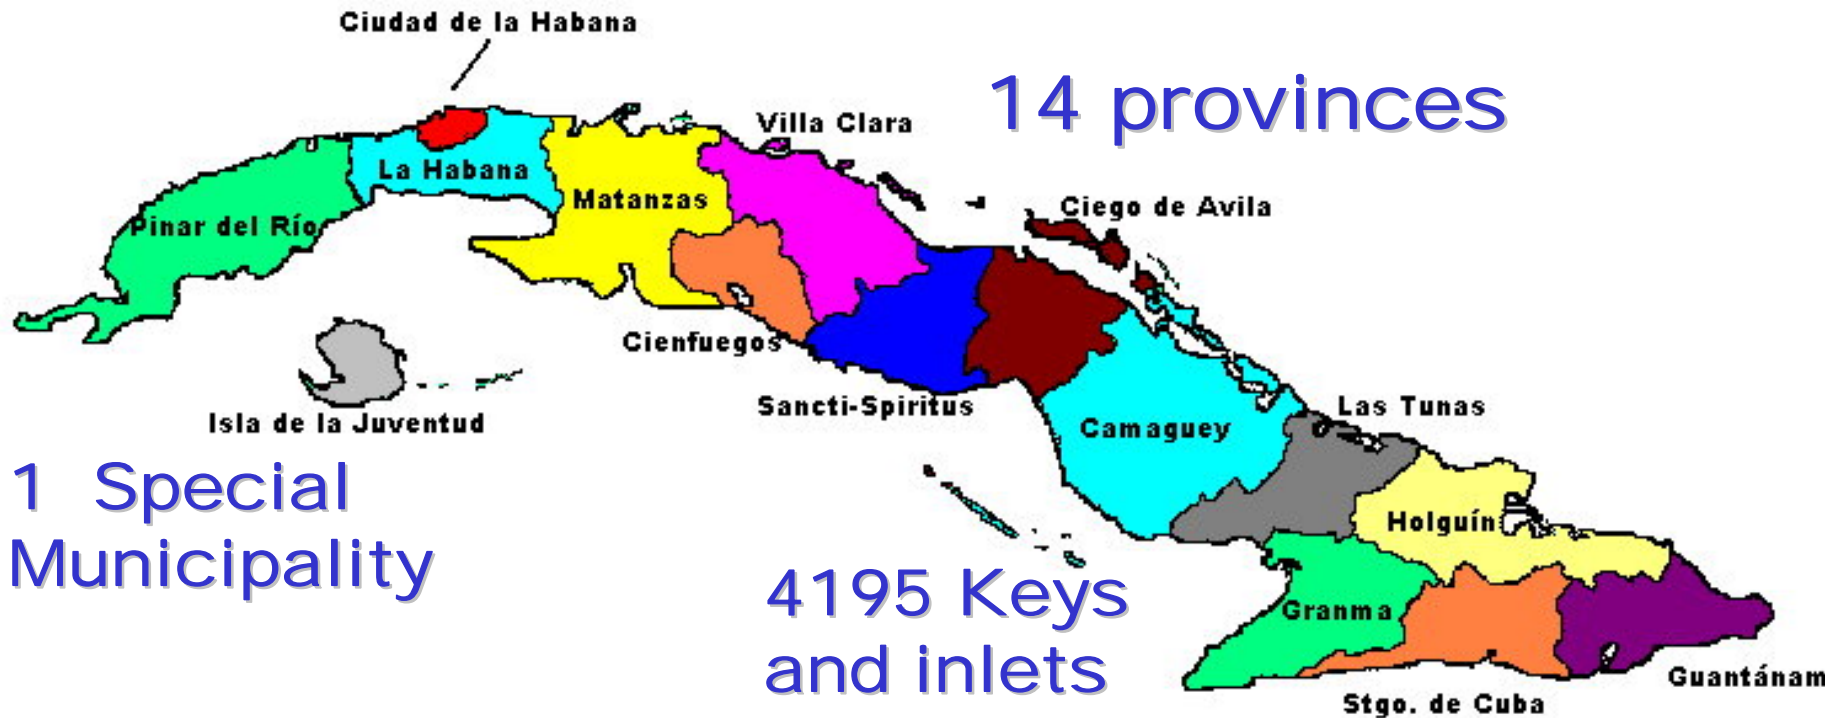 Ciudad de la Habana
14 provinces
Villa Clara
La Habana
Matanzas
Ciego de Avila
Pinar del Río
Cienfuegos
Sancti-Spiritus
Las Tunas
Isla de la Juventud
Camaguey
1 Special
Municipality
Holguín
4195 Keys
and inlets
Granma
Guantánam
Stgo. de Cuba